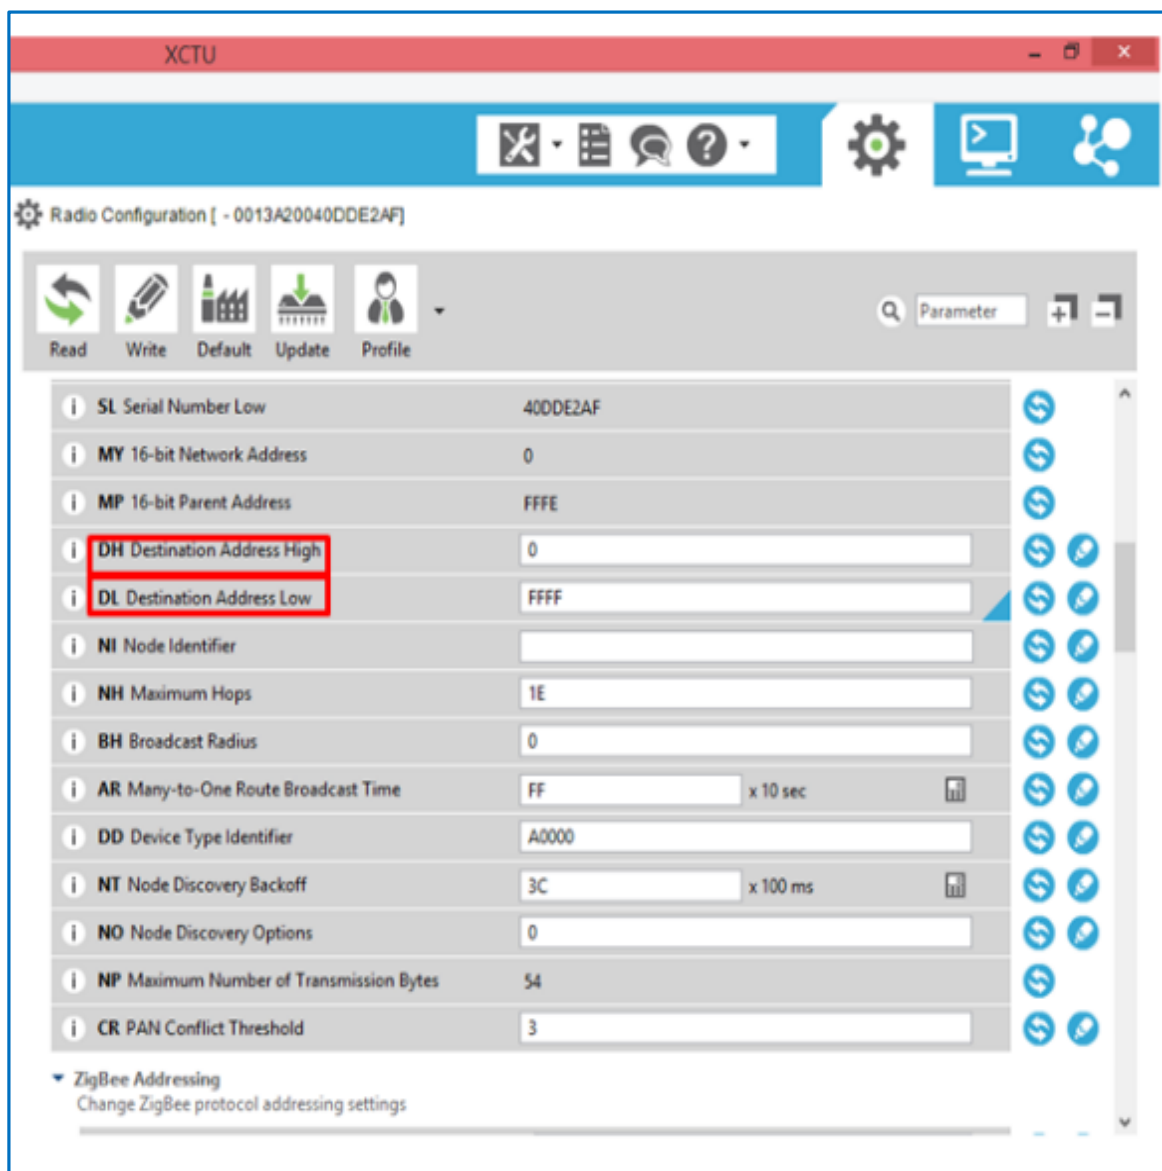 XCTU
Radio Configuration [ - 0013A20040DDE2AF]
Read Write Default Update Profile Parameter
i SL Serial Number Low 40DDE2AF
i MY 16-bit Network Address 0
i MP 16-bit Parent Address FFFE
i DH Destination Address High 0
i DL Destination Address Low FFFF
i NI Node Identifier
i NH Maximum Hops 1E
i BH Broadcast Radius 0
i AR Many-to-One Route Broadcast Time FF x 10 sec
i DD Device Type Identifier A0000
i NT Node Discovery Backoff 3C x 100 ms
i NO Node Discovery Options 0
i NP Maximum Number of Transmission Bytes 54
i CR PAN Conflict Threshold 3
ZigBee Addressing
Change ZigBee protocol addressing settings